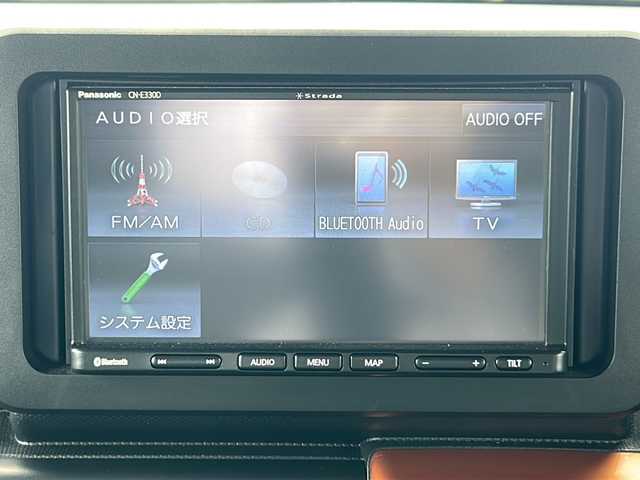 Panasonic CN-E330D Strada
AUDIO選択 AUDIO OFF
FM/AM CD BLUETOOTH Audio TV
システム設定
Bluetooth AUDIO MENU MAP − + TILT